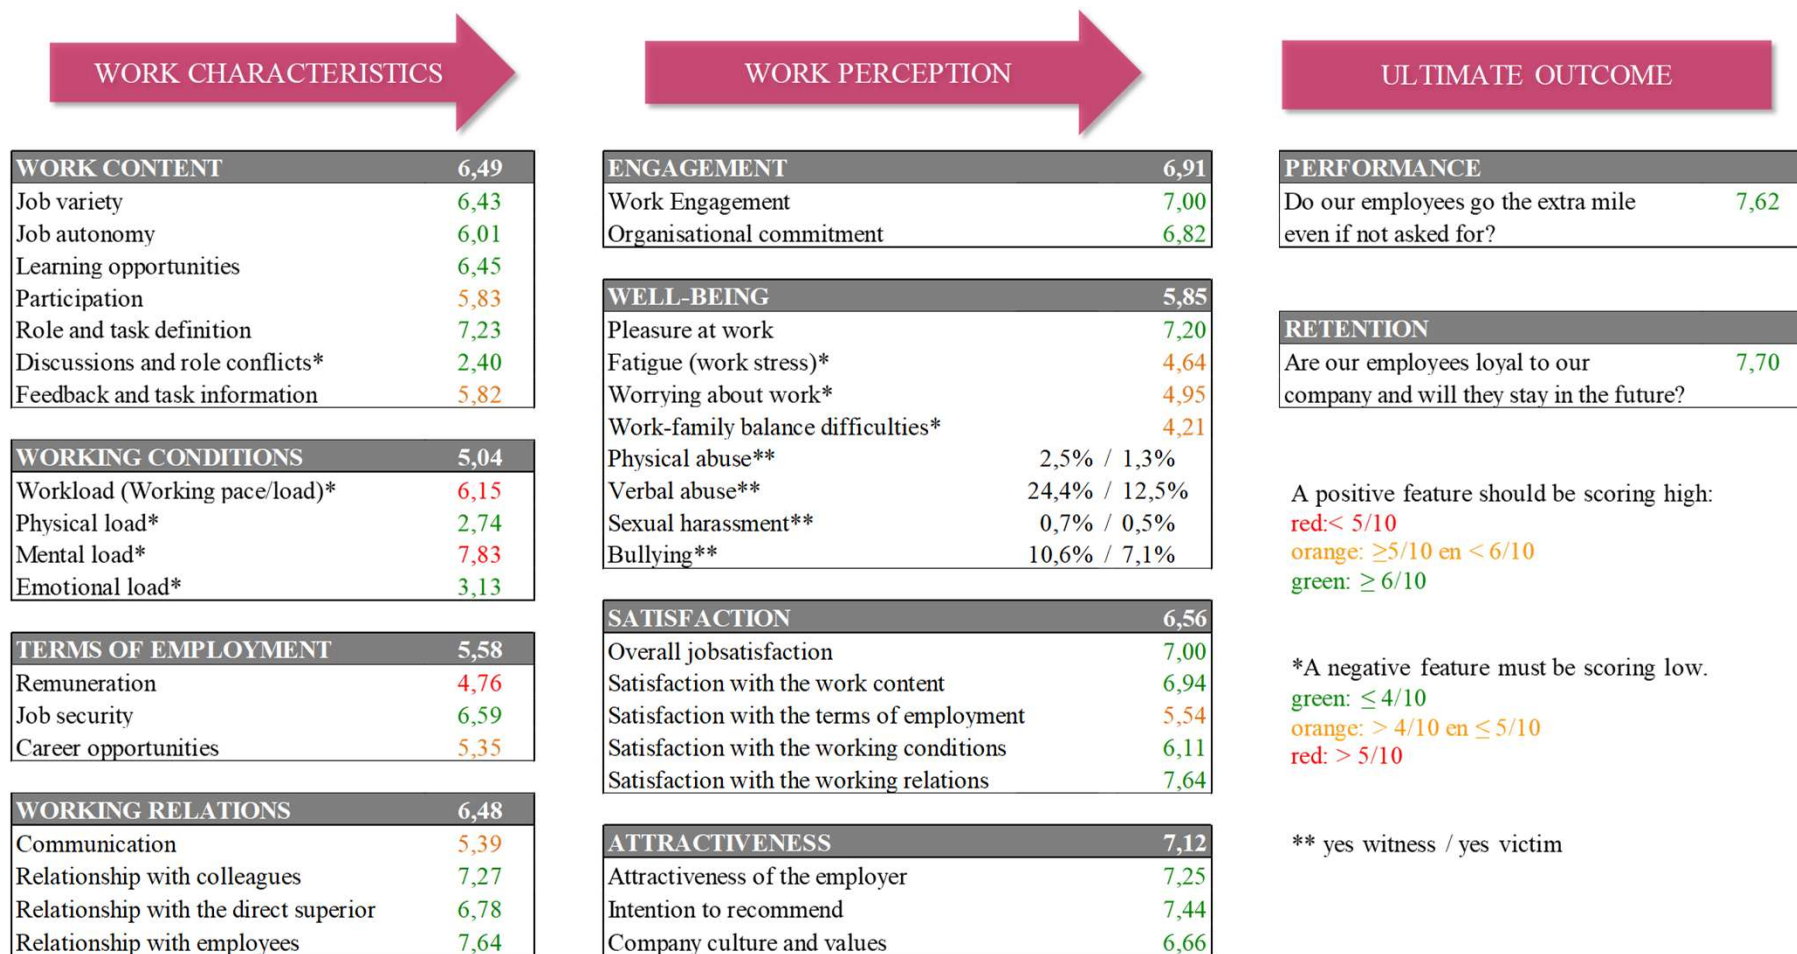 WORK CHARACTERISTICS
WORK PERCEPTION
ULTIMATE OUTCOME
WORK CONTENT 6,49
Job variety 6,43
Job autonomy 6,01
Learning opportunities 6,45
Participation 5,83
Role and task definition 7,23
Discussions and role conflicts* 2,40
Feedback and task information 5,82
WORKING CONDITIONS 5,04
Workload (Working pace/load)* 6,15
Physical load* 2,74
Mental load* 7,83
Emotional load* 3,13
TERMS OF EMPLOYMENT 5,58
Remuneration 4,76
Job security 6,59
Career opportunities 5,35
WORKING RELATIONS 6,48
Communication 5,39
Relationship with colleagues 7,27
Relationship with the direct superior 6,78
Relationship with employees 7,64
ENGAGEMENT 6,91
Work Engagement 7,00
Organisational commitment 6,82
WELL-BEING 5,85
Pleasure at work 7,20
Fatigue (work stress)* 4,64
Worrying about work* 4,95
Work-family balance difficulties* 4,21
Physical abuse** 2,5% / 1,3%
Verbal abuse** 24,4% / 12,5%
Sexual harassment** 0,7% / 0,5%
Bullying** 10,6% / 7,1%
SATISFACTION 6,56
Overall jobsatisfaction 7,00
Satisfaction with the work content 6,94
Satisfaction with the terms of employment 5,54
Satisfaction with the working conditions 6,11
Satisfaction with the working relations 7,64
ATTRACTIVENESS 7,12
Attractiveness of the employer 7,25
Intention to recommend 7,44
Company culture and values 6,66
PERFORMANCE
Do our employees go the extra mile 7,62
even if not asked for?
RETENTION
Are our employees loyal to our 7,70
company and will they stay in the future?
A positive feature should be scoring high:
red:< 5/10
orange: ≥5/10 en < 6/10
green: ≥ 6/10
*A negative feature must be scoring low.
green: ≤ 4/10
orange: > 4/10 en ≤ 5/10
red: > 5/10
** yes witness / yes victim